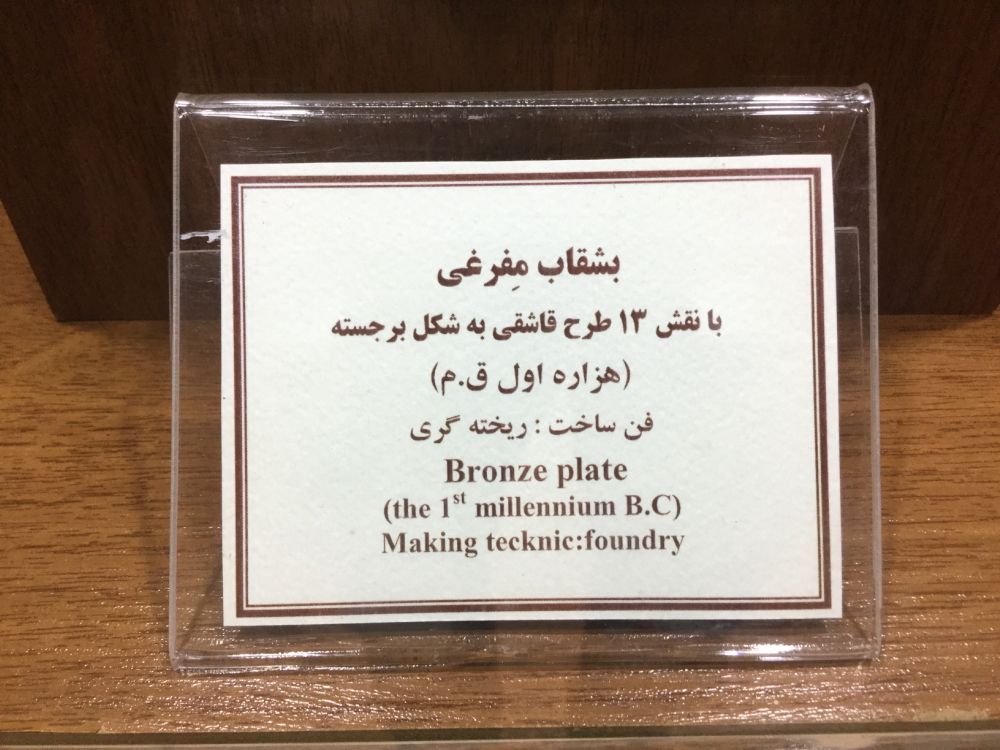 بشقاب مِفرغی
با نقش ۱۳ طرح قاشقی به شکل برجسته
(هزاره اول ق.م)
فن ساخت : ریخته گری
Bronze plate
(the 1st millennium B.C)
Making tecknic:foundry